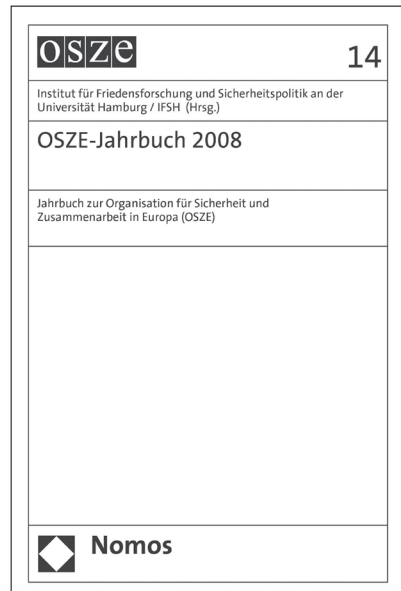 osze
14
Institut für Friedensforschung und Sicherheitspolitik an der
Universität Hamburg / IFSH (Hrsg.)
OSZE-Jahrbuch 2008
Jahrbuch zur Organisation für Sicherheit und
Zusammenarbeit in Europa (OSZE)
Nomos